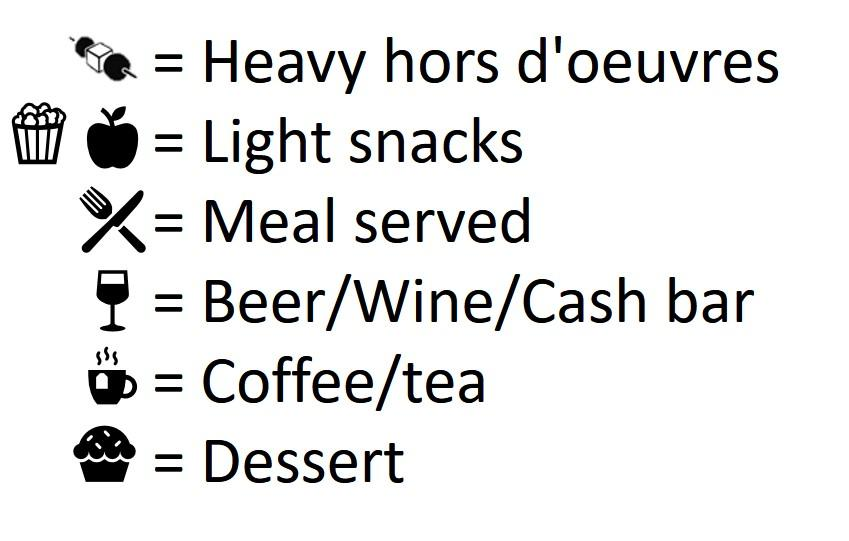 = Heavy hors d'oeuvres
= Light snacks
= Meal served
= Beer/Wine/Cash bar
= Coffee/tea
= Dessert